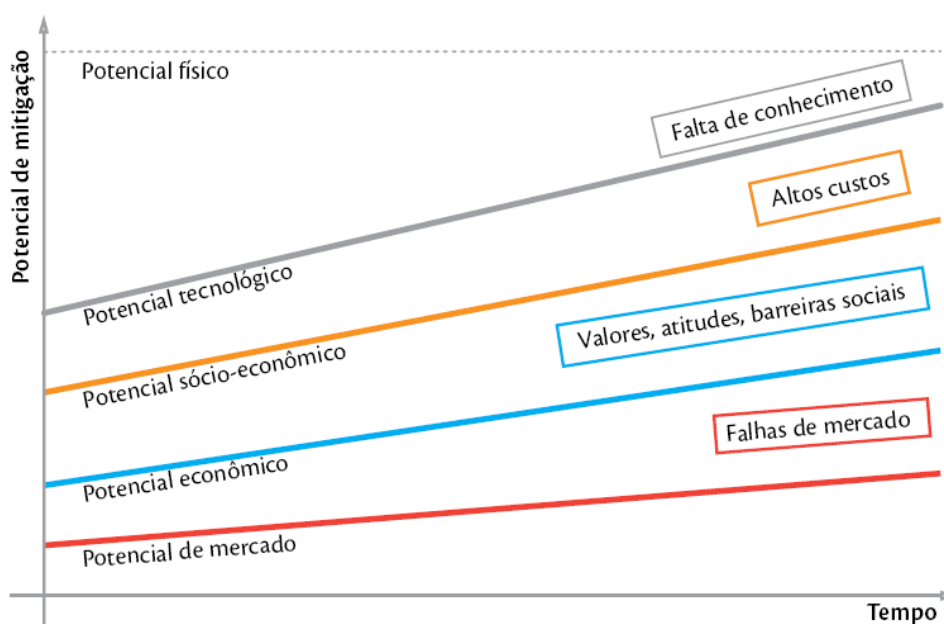 Potencial de mitigação
Potencial físico
Falta de conhecimento
Altos custos
Potencial tecnológico
Valores, atitudes, barreiras sociais
Potencial sócio-econômico
Falhas de mercado
Potencial econômico
Potencial de mercado
Tempo